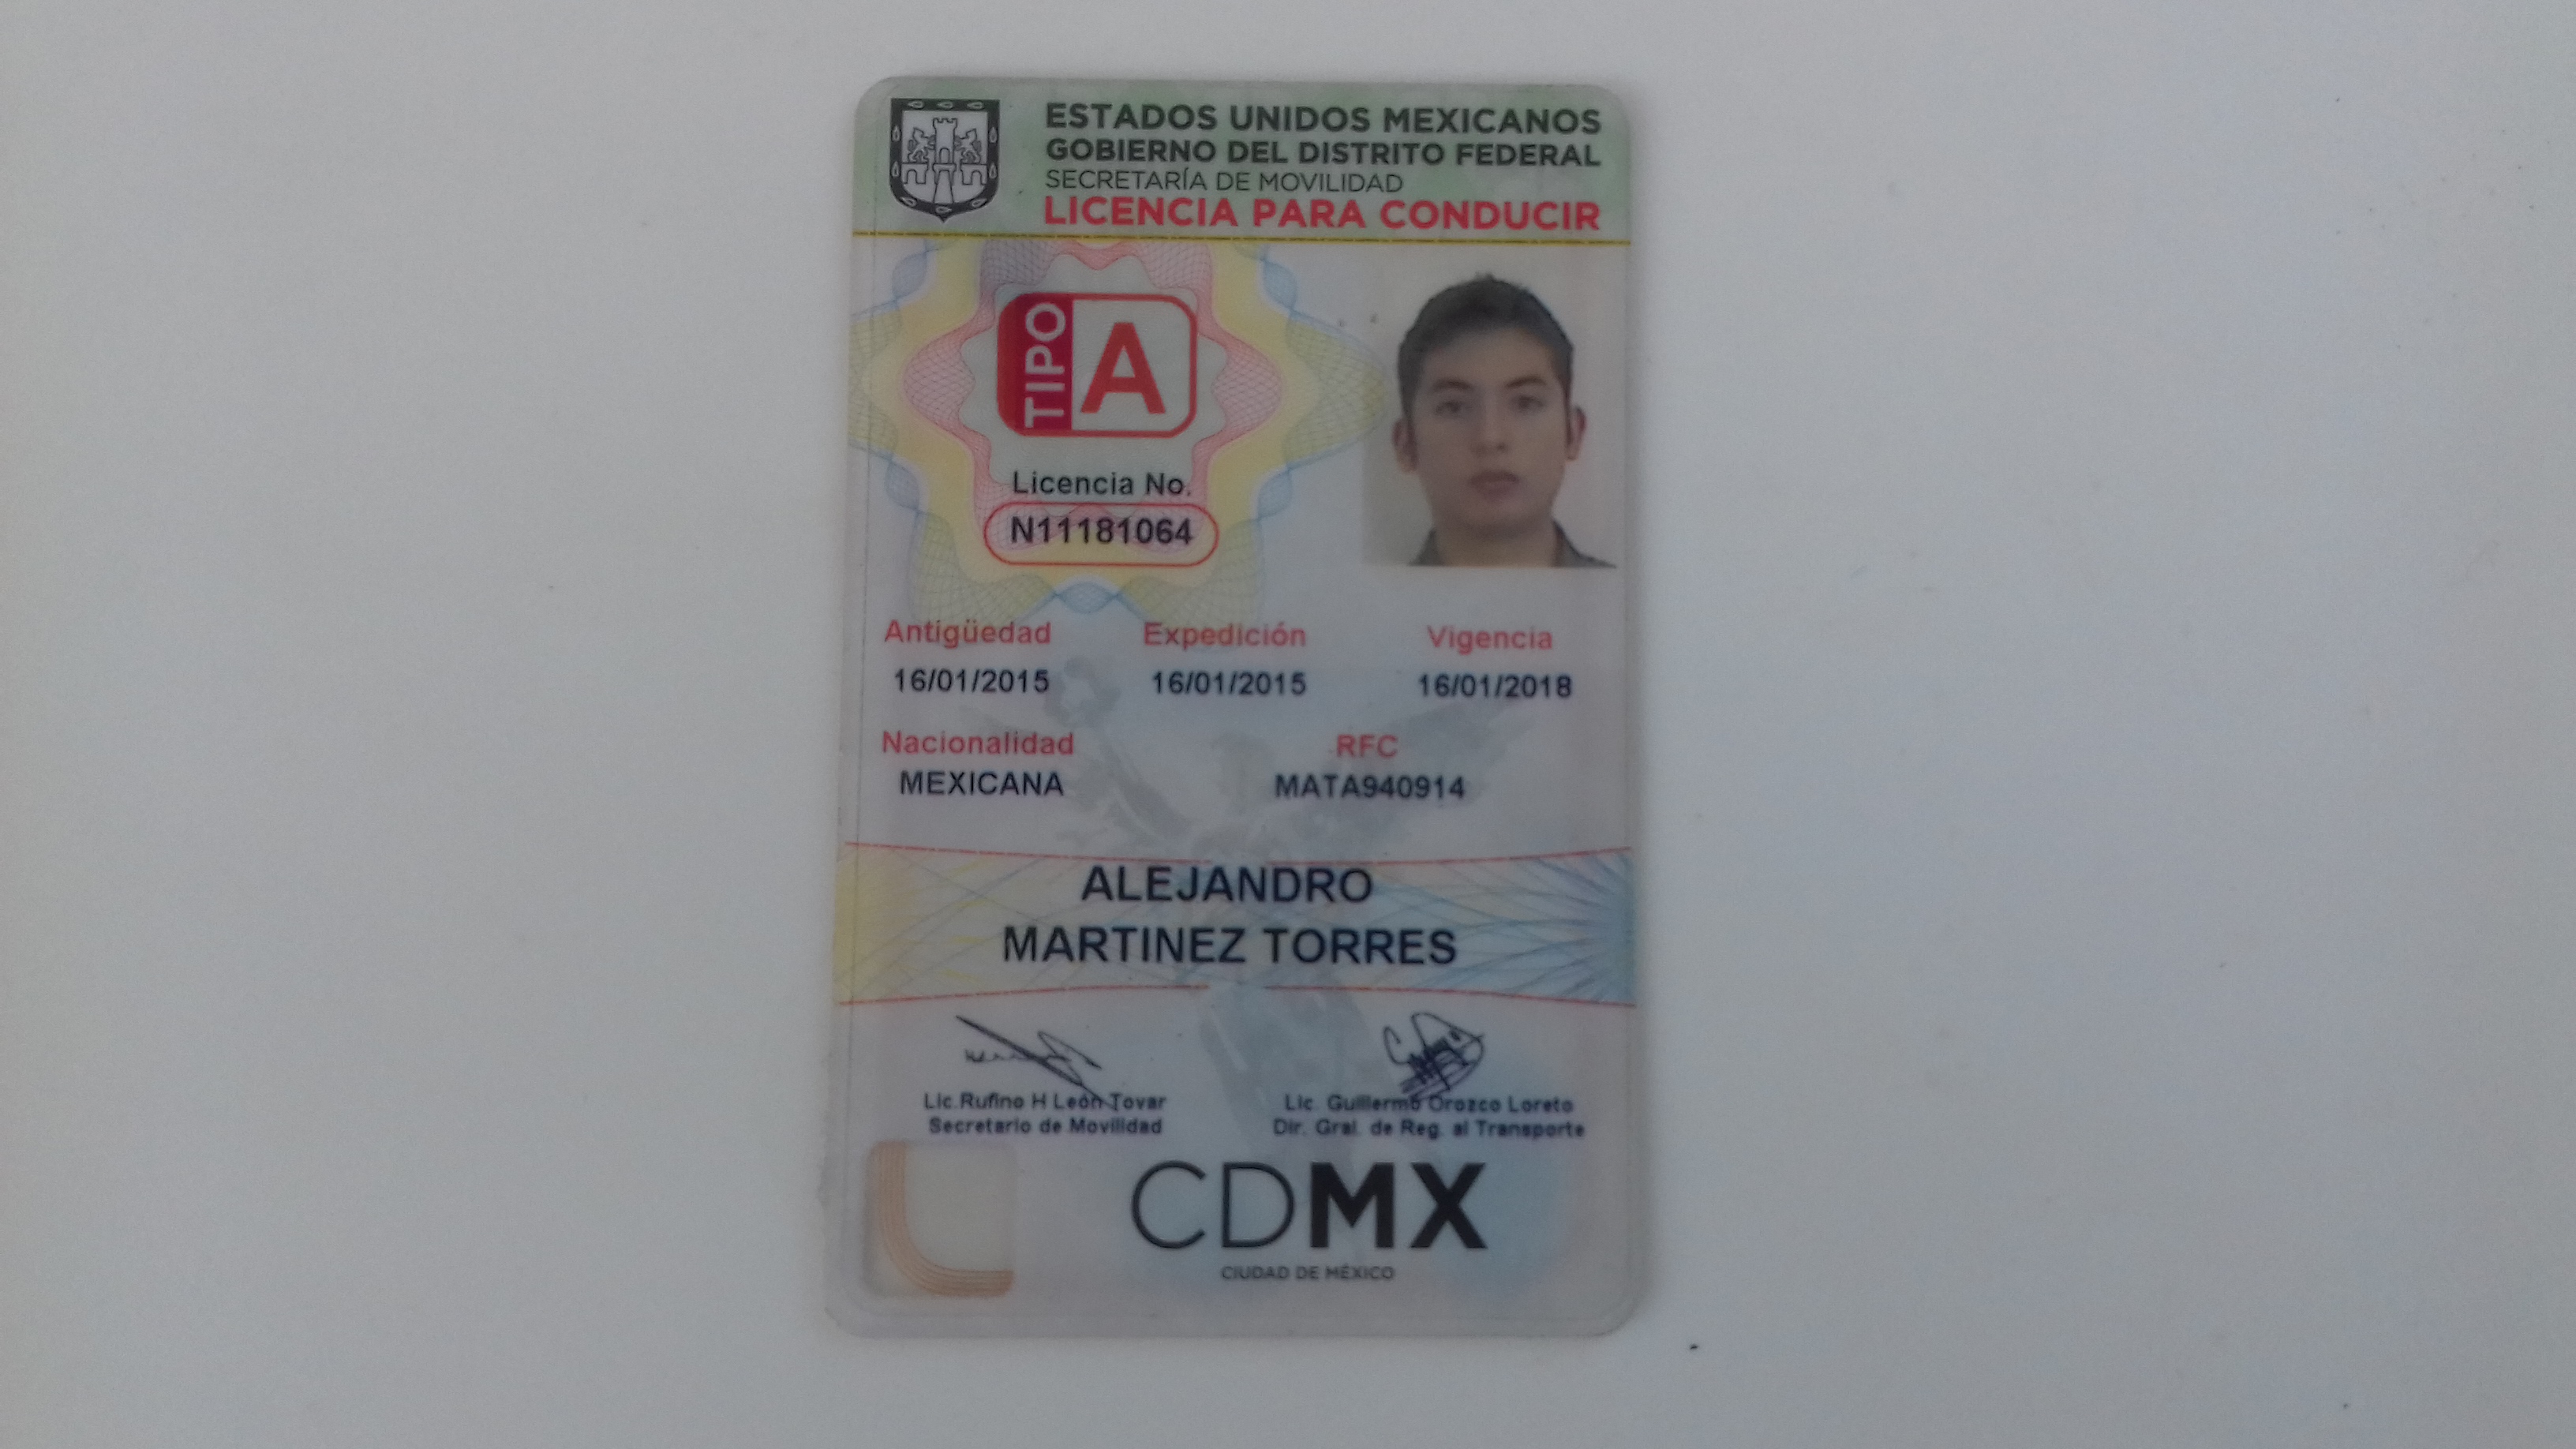 ESTADOS UNIDOS MEXICANOS
GOBIERNO DEL DISTRITO FEDERAL
SECRETARÍA DE MOVILIDAD
LICENCIA PARA CONDUCIR
TIPO A
Licencia No.
N11181064
Antigüedad Expedición Vigencia
16/01/2015 16/01/2015 16/01/2018
Nacionalidad RFC
MEXICANA MATA940914
ALEJANDRO
MARTINEZ TORRES
Lic. Rufino H León Tovar Lic. Guillermo Orozco Loreto
Secretario de Movilidad Dir. Gral. de Reg. al Transporte
CDMX
CIUDAD DE MÉXICO